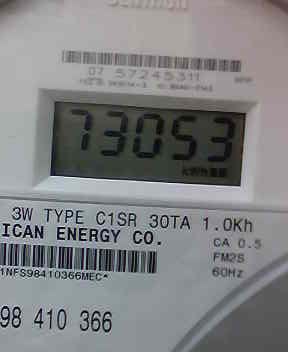 07 57245311
73053
3W TYPE C1SR 30TA 1.0Kh
ICAN ENERGY CO.
CA 0.5
FM2S
60Hz
1NFS98410366MEC*
98 410 366